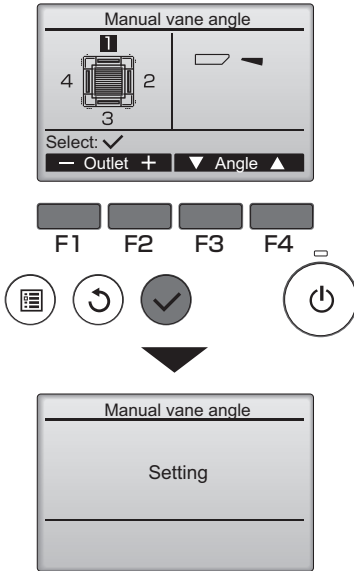 Manual vane angle
1
4 2
3
Select:
− Outlet + ▼ Angle ▲
F1 F2 F3 F4
Manual vane angle
Setting